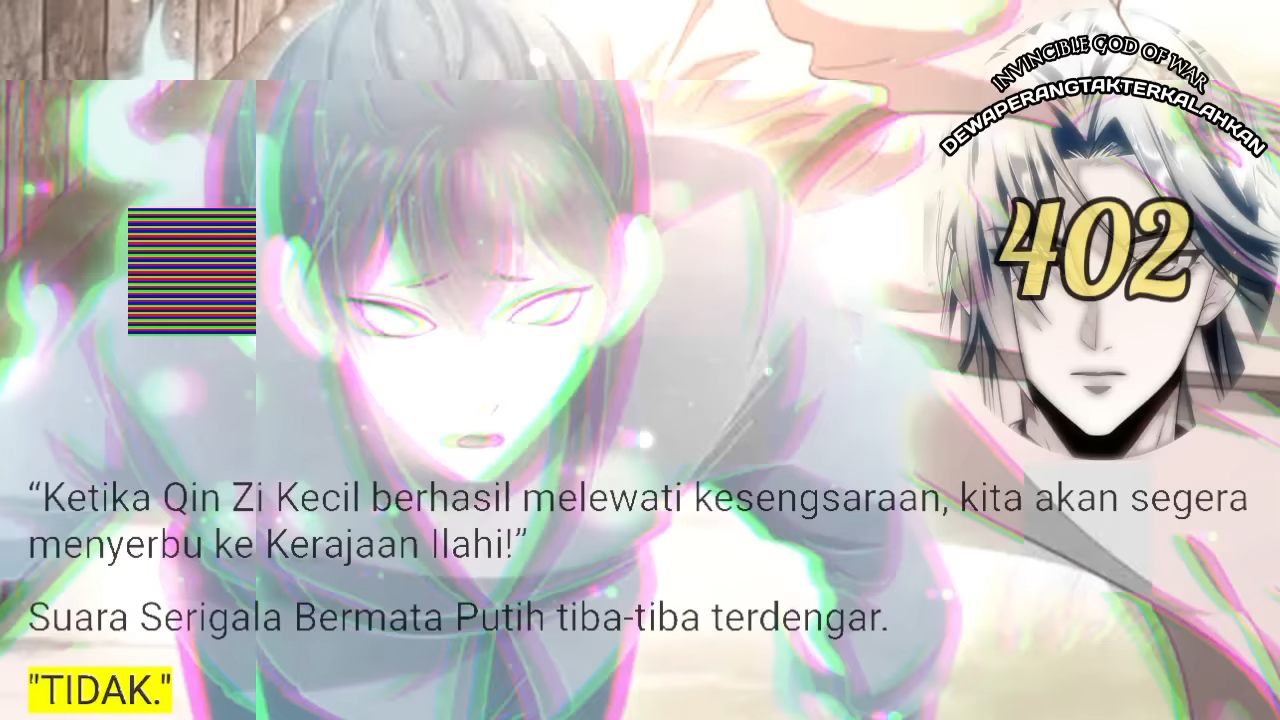 INVINCIBLE GOD OF WAR
DEWAPERANGTAKTERKALAHKAN
402
“Ketika Qin Zi Kecil berhasil melewati kesengsaraan, kita akan segera
menyerbu ke Kerajaan Ilahi!”
Suara Serigala Bermata Putih tiba-tiba terdengar.
"TIDAK."